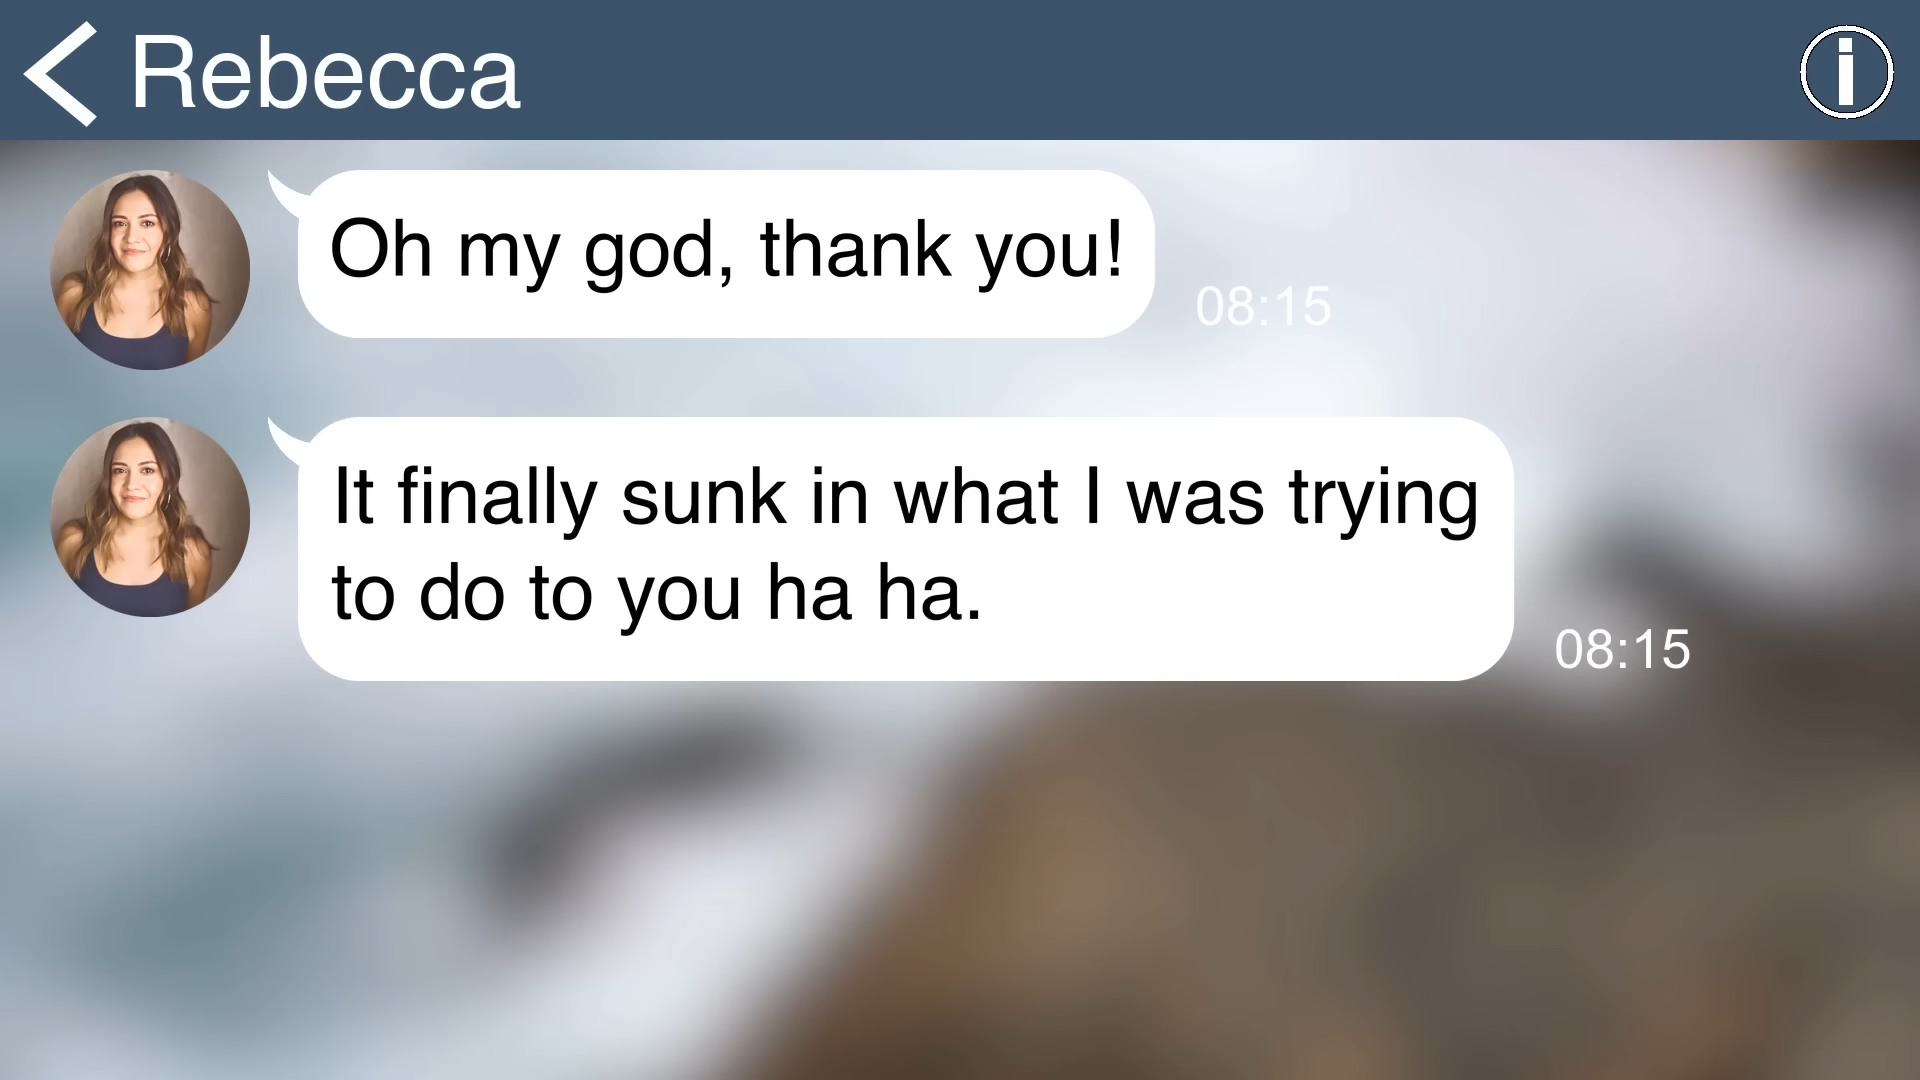 Rebecca
Oh my god, thank you!
08:15
It finally sunk in what I was trying
to do to you ha ha.
08:15